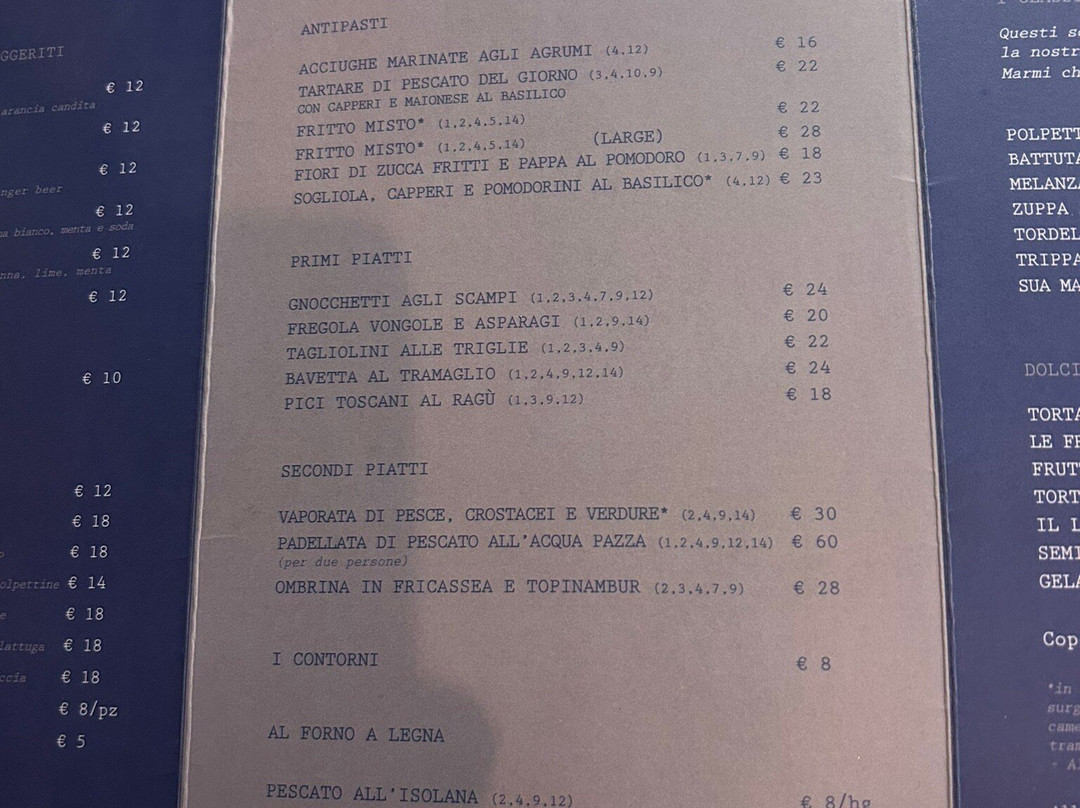 GGERITI
€ 12
arancia candita
€ 12
€ 12
nger beer
€ 12
a bianco, menta e soda
€ 12
nna, lime, menta
€ 12
€ 10
€ 12
€ 18
€ 18
olpettine € 14
€ 18
lattuga € 18
ccia € 18
€ 8/pz
€ 5
ANTIPASTI
ACCIUGHE MARINATE AGLI AGRUMI (4,12) € 16
TARTARE DI PESCATO DEL GIORNO (3,4,10,9) € 22
CON CAPPERI E MAIONESE AL BASILICO
FRITTO MISTO* (1,2,4,5,14) € 22
FRITTO MISTO* (1,2,4,5,14) (LARGE) € 28
FIORI DI ZUCCA FRITTI E PAPPA AL POMODORO (1,3,7,9) € 18
SOGLIOLA, CAPPERI E POMODORINI AL BASILICO* (4,12) € 23
PRIMI PIATTI
GNOCCHETTI AGLI SCAMPI (1,2,3,4,7,9,12) € 24
FREGOLA VONGOLE E ASPARAGI (1,2,9,14) € 20
TAGLIOLINI ALLE TRIGLIE (1,2,3,4,9) € 22
BAVETTA AL TRAMAGLIO (1,2,4,9,12,14) € 24
PICI TOSCANI AL RAGÙ (1,3,9,12) € 18
SECONDI PIATTI
VAPORATA DI PESCE, CROSTACEI E VERDURE* (2,4,9,14) € 30
PADELLATA DI PESCATO ALL'ACQUA PAZZA (1,2,4,9,12,14) € 60
(per due persone)
OMBRINA IN FRICASSEA E TOPINAMBUR (2,3,4,7,9) € 28
I CONTORNI € 8
AL FORNO A LEGNA
PESCATO ALL'ISOLANA (2,4,9,12) € 8/hg
Questi s
la nostr
Marmi ch
POLPETT
BATTUTA
MELANZA
ZUPPA
TORDEL
TRIPPA
SUA MA
DOLCI
TORTA
LE FR
FRUT
TORT
IL L
SEMI
GELA
Cop
*in
surg
came
tram